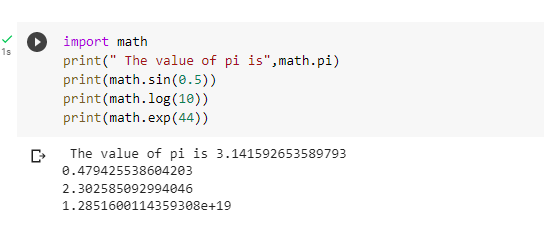 1s
import math
print(" The value of pi is",math.pi)
print(math.sin(0.5))
print(math.log(10))
print(math.exp(44))
The value of pi is 3.141592653589793
0.479425538604203
2.302585092994046
1.2851600114359308e+19